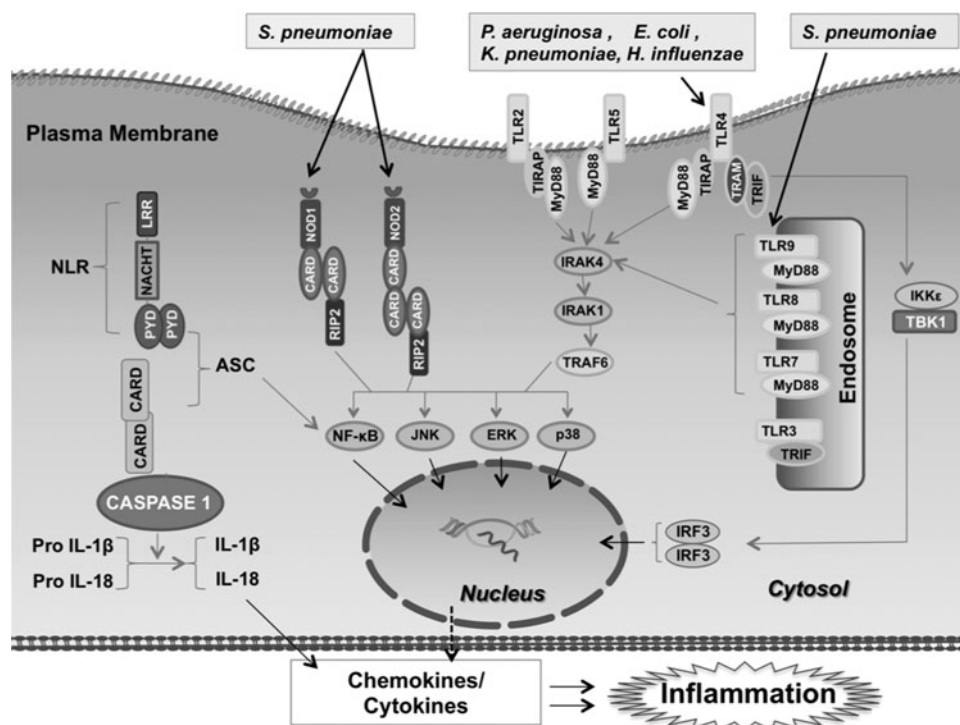 S. pneumoniae
P. aeruginosa , E. coli ,
K. pneumoniae, H. influenzae
S. pneumoniae
Plasma Membrane
TLR2
TIRAP
MyD88
TLR5
MyD88
TLR4
MyD88
TIRAP
TRAM
TRIF
NLR
LRR
NACHT
PYD
PYD
ASC
CARD
CARD
CASPASE 1
Pro IL-1β
Pro IL-18
IL-1β
IL-18
NOD1
CARD
CARD
RIP2
NOD2
CARD
CARD
CARD
RIP2
IRAK4
IRAK1
TRAF6
NF-κB
JNK
ERK
p38
TLR9
MyD88
TLR8
MyD88
TLR7
MyD88
TLR3
TRIF
Endosome
IKKε
TBK1
IRF3
IRF3
Nucleus
Cytosol
Chemokines/
Cytokines
Inflammation